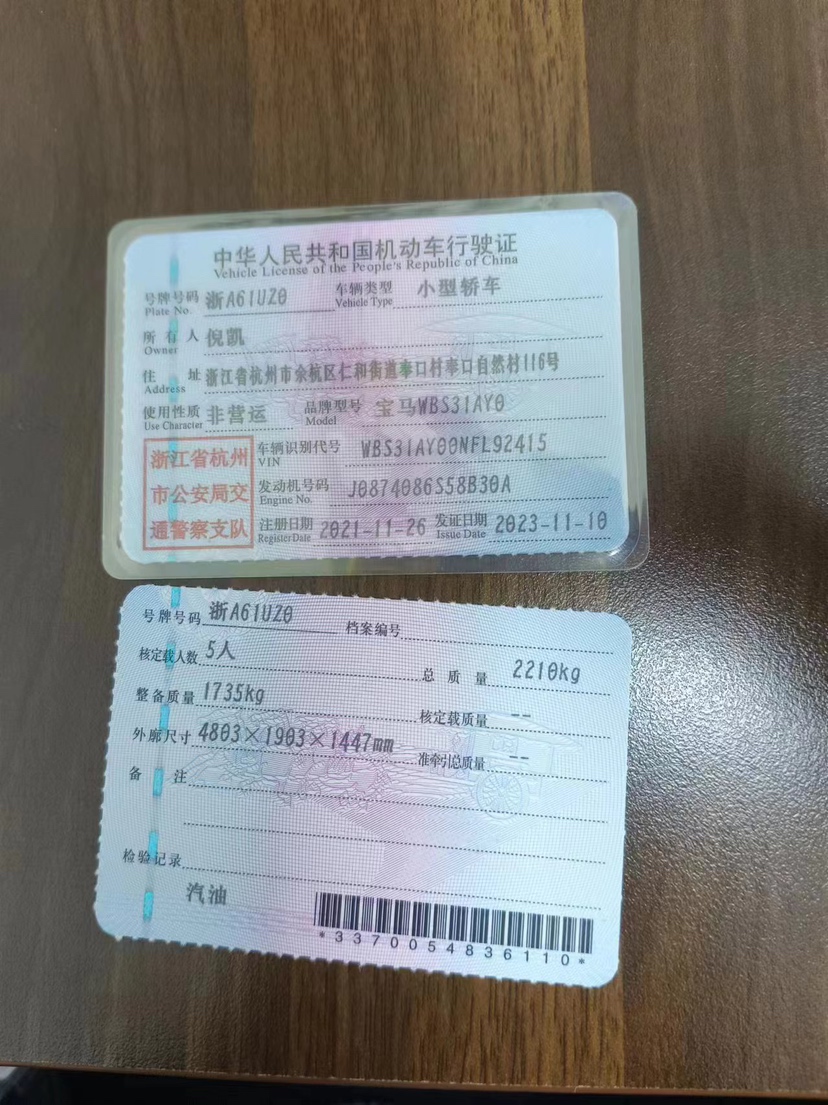 中华人民共和国机动车行驶证
Vehicle License of the People's Republic of China
号牌号码 浙A61UZ0 车辆类型 小型轿车
Plate No. Vehicle Type
所有人 倪凯
Owner
住址 浙江省杭州市余杭区仁和街道奉口村奉口自然村116号
Address
使用性质 非营运 品牌型号 宝马WBS31AY0
Use Character Model
浙江省杭州
市公安局交
通警察支队
车辆识别代号 WBS31AY00NFL92415
VIN
发动机号码 J0874086S58B30A
Engine No.
注册日期 2021-11-26 发证日期 2023-11-10
Register Date Issue Date
号牌号码 浙A61UZ0 档案编号
核定载人数 5人 总质量 2210kg
整备质量 1735kg 核定载质量 --
外廓尺寸 4803×1903×1447mm 准牵引总质量 --
备注
检验记录
汽油
*3370054836110*